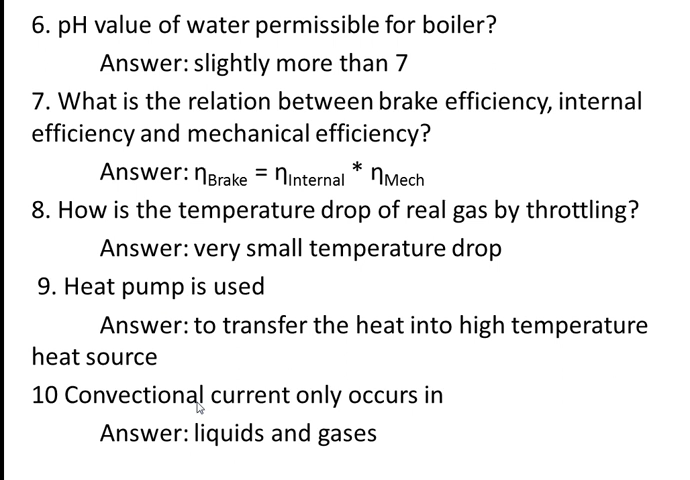 6. pH value of water permissible for boiler?
Answer: slightly more than 7
7. What is the relation between brake efficiency, internal
efficiency and mechanical efficiency?
Answer: ηBrake = ηInternal * ηMech
8. How is the temperature drop of real gas by throttling?
Answer: very small temperature drop
9. Heat pump is used
Answer: to transfer the heat into high temperature
heat source
10 Convectional current only occurs in
Answer: liquids and gases